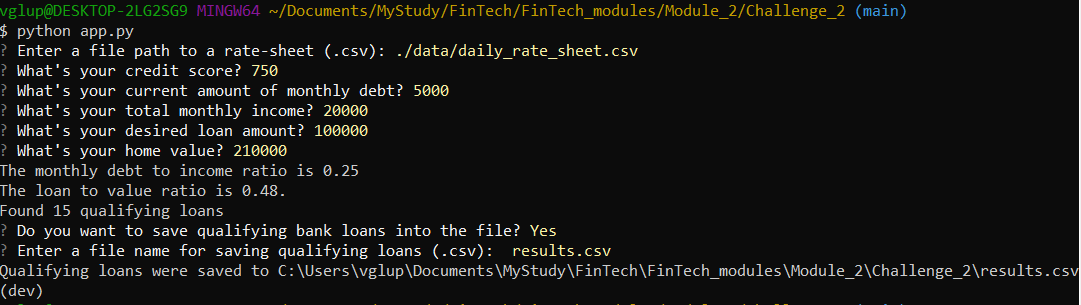 vglup@DESKTOP-2LG2SG9 MINGW64 ~/Documents/MyStudy/FinTech/FinTech_modules/Module_2/Challenge_2 (main)
$ python app.py
? Enter a file path to a rate-sheet (.csv): ./data/daily_rate_sheet.csv
? What's your credit score? 750
? What's your current amount of monthly debt? 5000
? What's your total monthly income? 20000
? What's your desired loan amount? 100000
? What's your home value? 210000
The monthly debt to income ratio is 0.25
The loan to value ratio is 0.48.
Found 15 qualifying loans
? Do you want to save qualifying bank loans into the file? Yes
? Enter a file name for saving qualifying loans (.csv):  results.csv
Qualifying loans were saved to C:\Users\vglup\Documents\MyStudy\FinTech\FinTech_modules\Module_2\Challenge_2\results.csv
(dev)